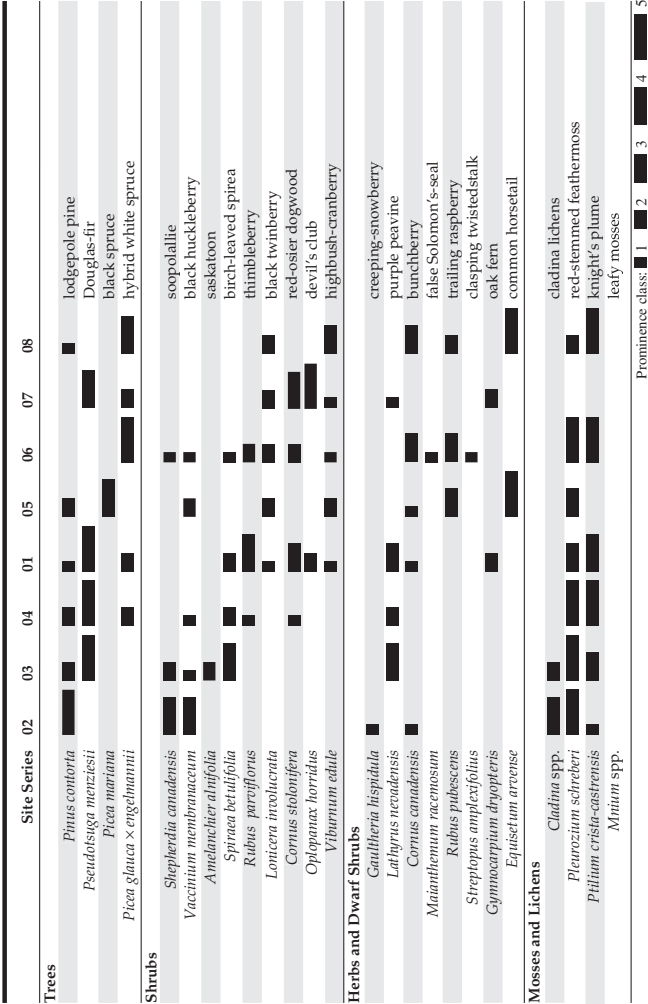 Site Series 02 03 04 01 05 06 07 08
Trees
Pinus contorta lodgepole pine
Pseudotsuga menziesii Douglas-fir
Picea mariana black spruce
Picea glauca × engelmannii hybrid white spruce
Shrubs
Shepherdia canadensis soopolallie
Vaccinium membranaceum black huckleberry
Amelanchier alnifolia saskatoon
Spiraea betulifolia birch-leaved spirea
Rubus parviflorus thimbleberry
Lonicera involucrata black twinberry
Cornus stolonifera red-osier dogwood
Oplopanax horridus devil's club
Viburnum edule highbush-cranberry
Herbs and Dwarf Shrubs
Gaultheria hispidula creeping-snowberry
Lathyrus nevadensis purple peavine
Cornus canadensis bunchberry
Maianthemum racemosum false Solomon's-seal
Rubus pubescens trailing raspberry
Streptopus amplexifolius clasping twistedstalk
Gymnocarpium dryopteris oak fern
Equisetum arvense common horsetail
Mosses and Lichens
Cladina spp. cladina lichens
Pleurozium schreberi red-stemmed feathermoss
Ptilium crista-castrensis knight's plume
Mnium spp. leafy mosses
Prominence class: 1 2 3 4 5